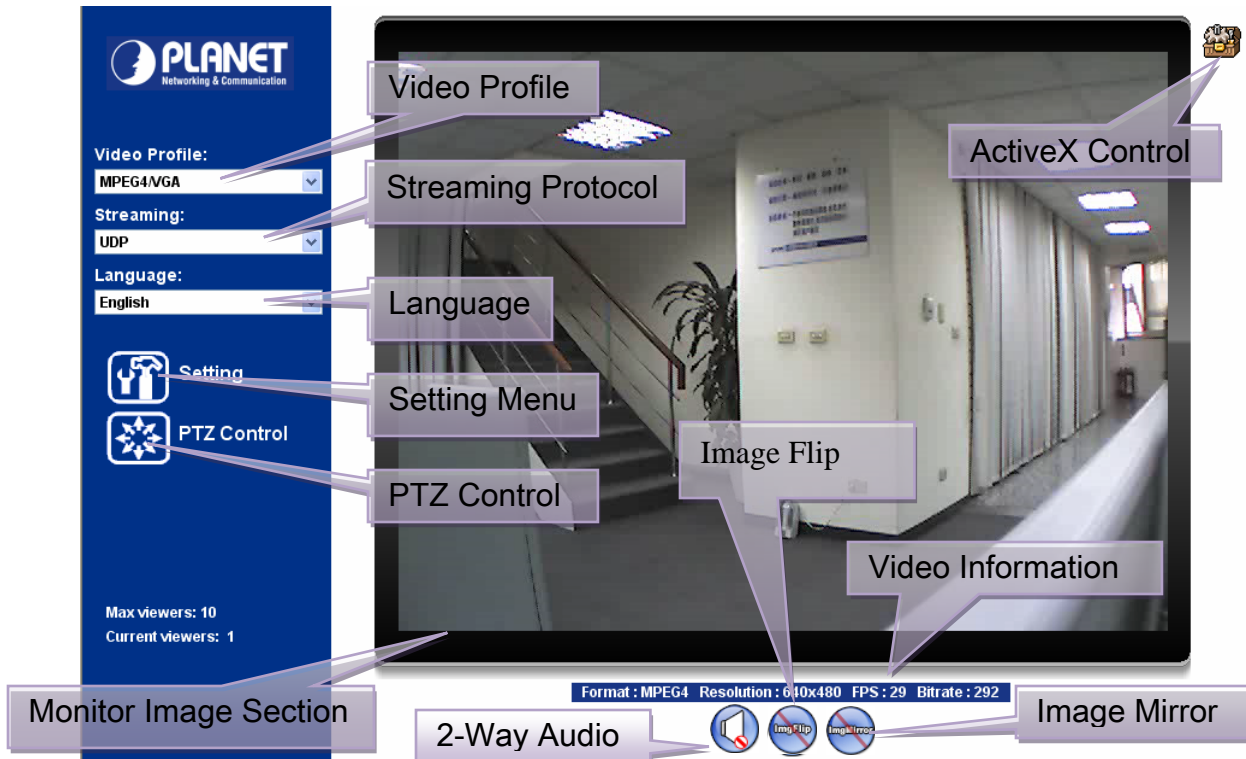 PLANET
Networking & Communication
Video Profile:
MPEG4/VGA
Streaming:
UDP
Language:
English
Setting
PTZ Control
Max viewers: 10
Current viewers: 1
Video Profile
Streaming Protocol
Language
Setting Menu
PTZ Control
ActiveX Control
Image Flip
Video Information
Monitor Image Section
Format : MPEG4 Resolution : 640x480 FPS : 29 Bitrate : 292
2-Way Audio
ImgFlip
ImgMirror
Image Mirror